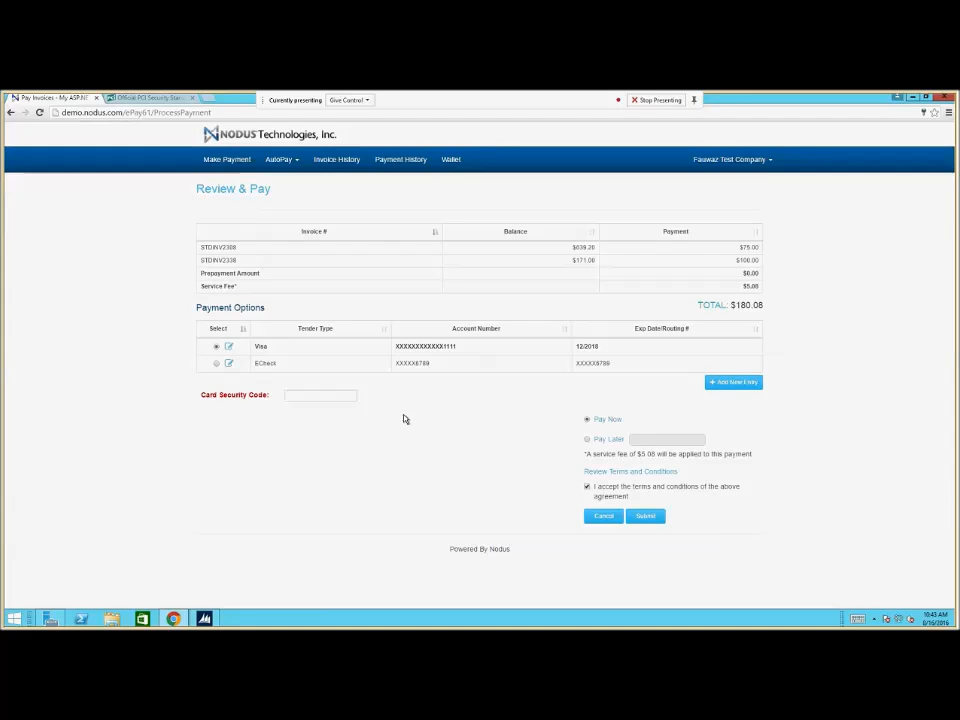 Pay Invoices - My ASP.NE
Official PCI Security Stan
Currently presenting Give Control
Stop Presenting
demo.nodus.com/ePay61/ProcessPayment
NODUS Technologies, Inc.
Make Payment AutoPay Invoice History Payment History Wallet Fauwaz Test Company
Review & Pay
Invoice # Balance Payment
STDINV2308 $639.20 $75.00
STDINV2338 $171.00 $100.00
Prepayment Amount $0.00
Service Fee* $5.08
Payment Options TOTAL: $180.08
Select Tender Type Account Number Exp Date/Routing #
Visa XXXXXXXXXXXX1111 12/2018
ECheck XXXXX6789 XXXXX6789
+ Add New Entry
Card Security Code:
Pay Now
Pay Later
*A service fee of $5.08 will be applied to this payment
Review Terms and Conditions
I accept the terms and conditions of the above
agreement
Cancel Submit
Powered By Nodus
10:43 AM
8/16/2016